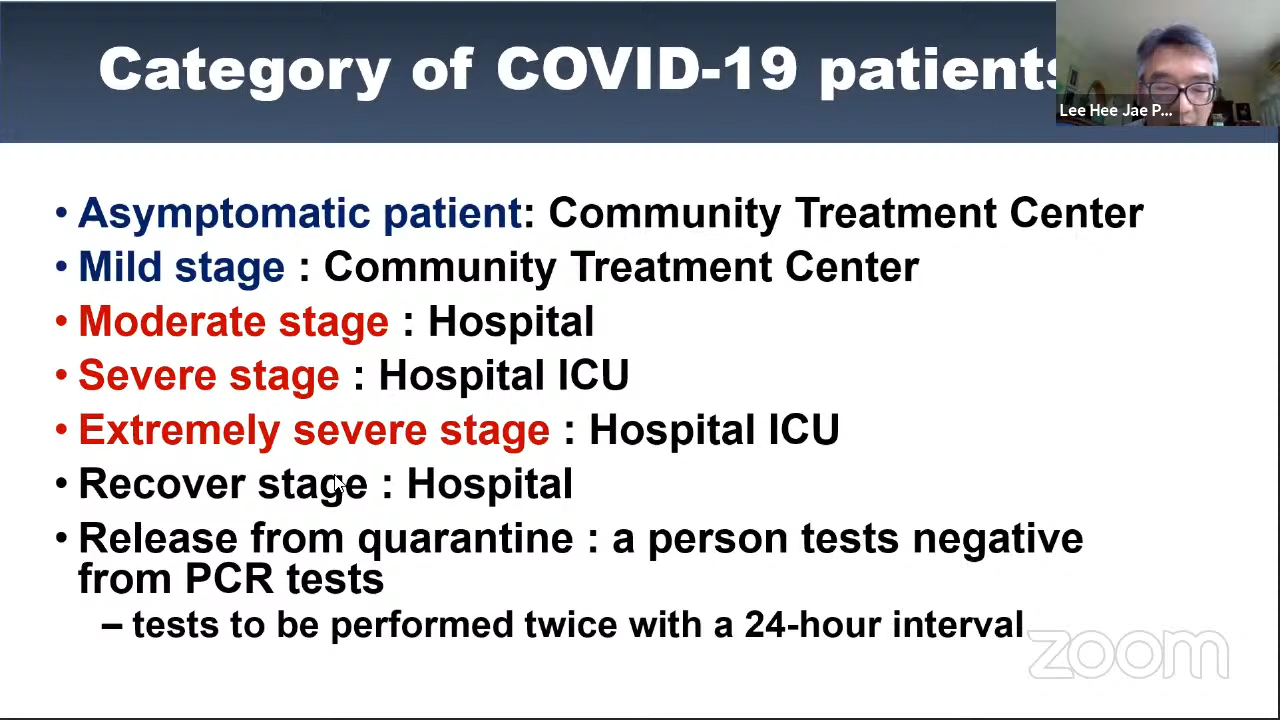 Category of COVID-19 patients
Lee Hee Jae P...
• Asymptomatic patient: Community Treatment Center
• Mild stage : Community Treatment Center
• Moderate stage : Hospital
• Severe stage : Hospital ICU
• Extremely severe stage : Hospital ICU
• Recover stage : Hospital
• Release from quarantine : a person tests negative
from PCR tests
– tests to be performed twice with a 24-hour interval
zoom